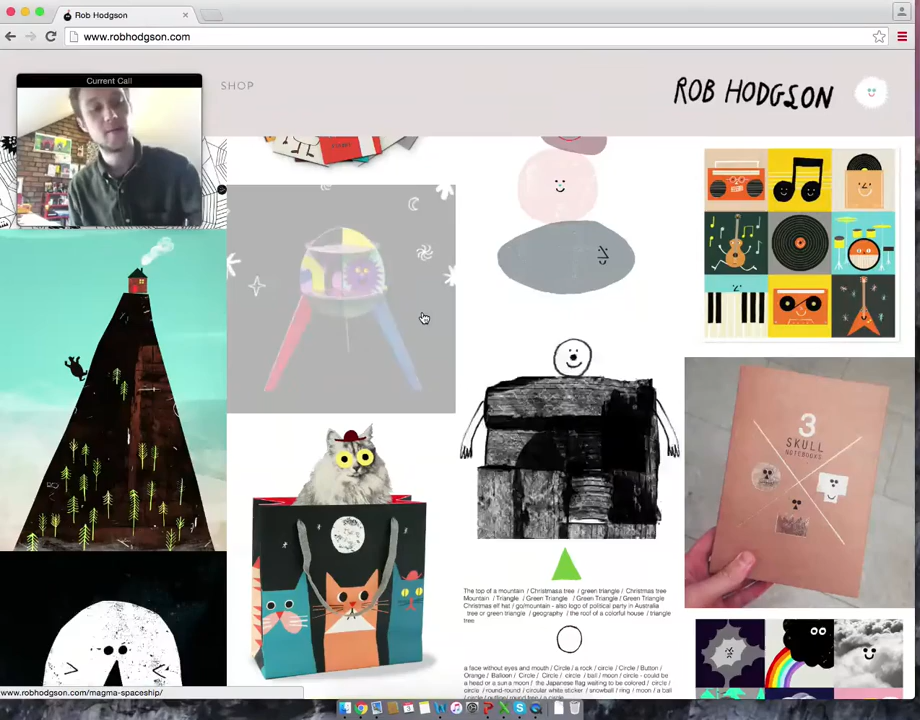 Rob Hodgson
www.robhodgson.com
Current Call
SHOP
ROB HODGSON
3
SKULL
NOTEBOOKS
The top of a mountain / Christmasa tree / green triangle / Christmas tree
Mountain / Triangle / Green Triangle / Green Triangle / Green Triangle
Christmas elf hat / go/mountain - also logo of political party in Australia
tree or green triangle / geography / the roof of a colorful house / triangle
tree
a face without eyes and mouth / Circle / a rock / circle / Circle / Button /
Orange / Balloon / Circle / Circle / ball / moon / circle - could be
a head or a sun a moon / the Japanese flag waiting to be colored / circle /
circle / round-round / circular white sticker / snowball / ring / moon / a ball
www.robhodgson.com/magma-spaceship/